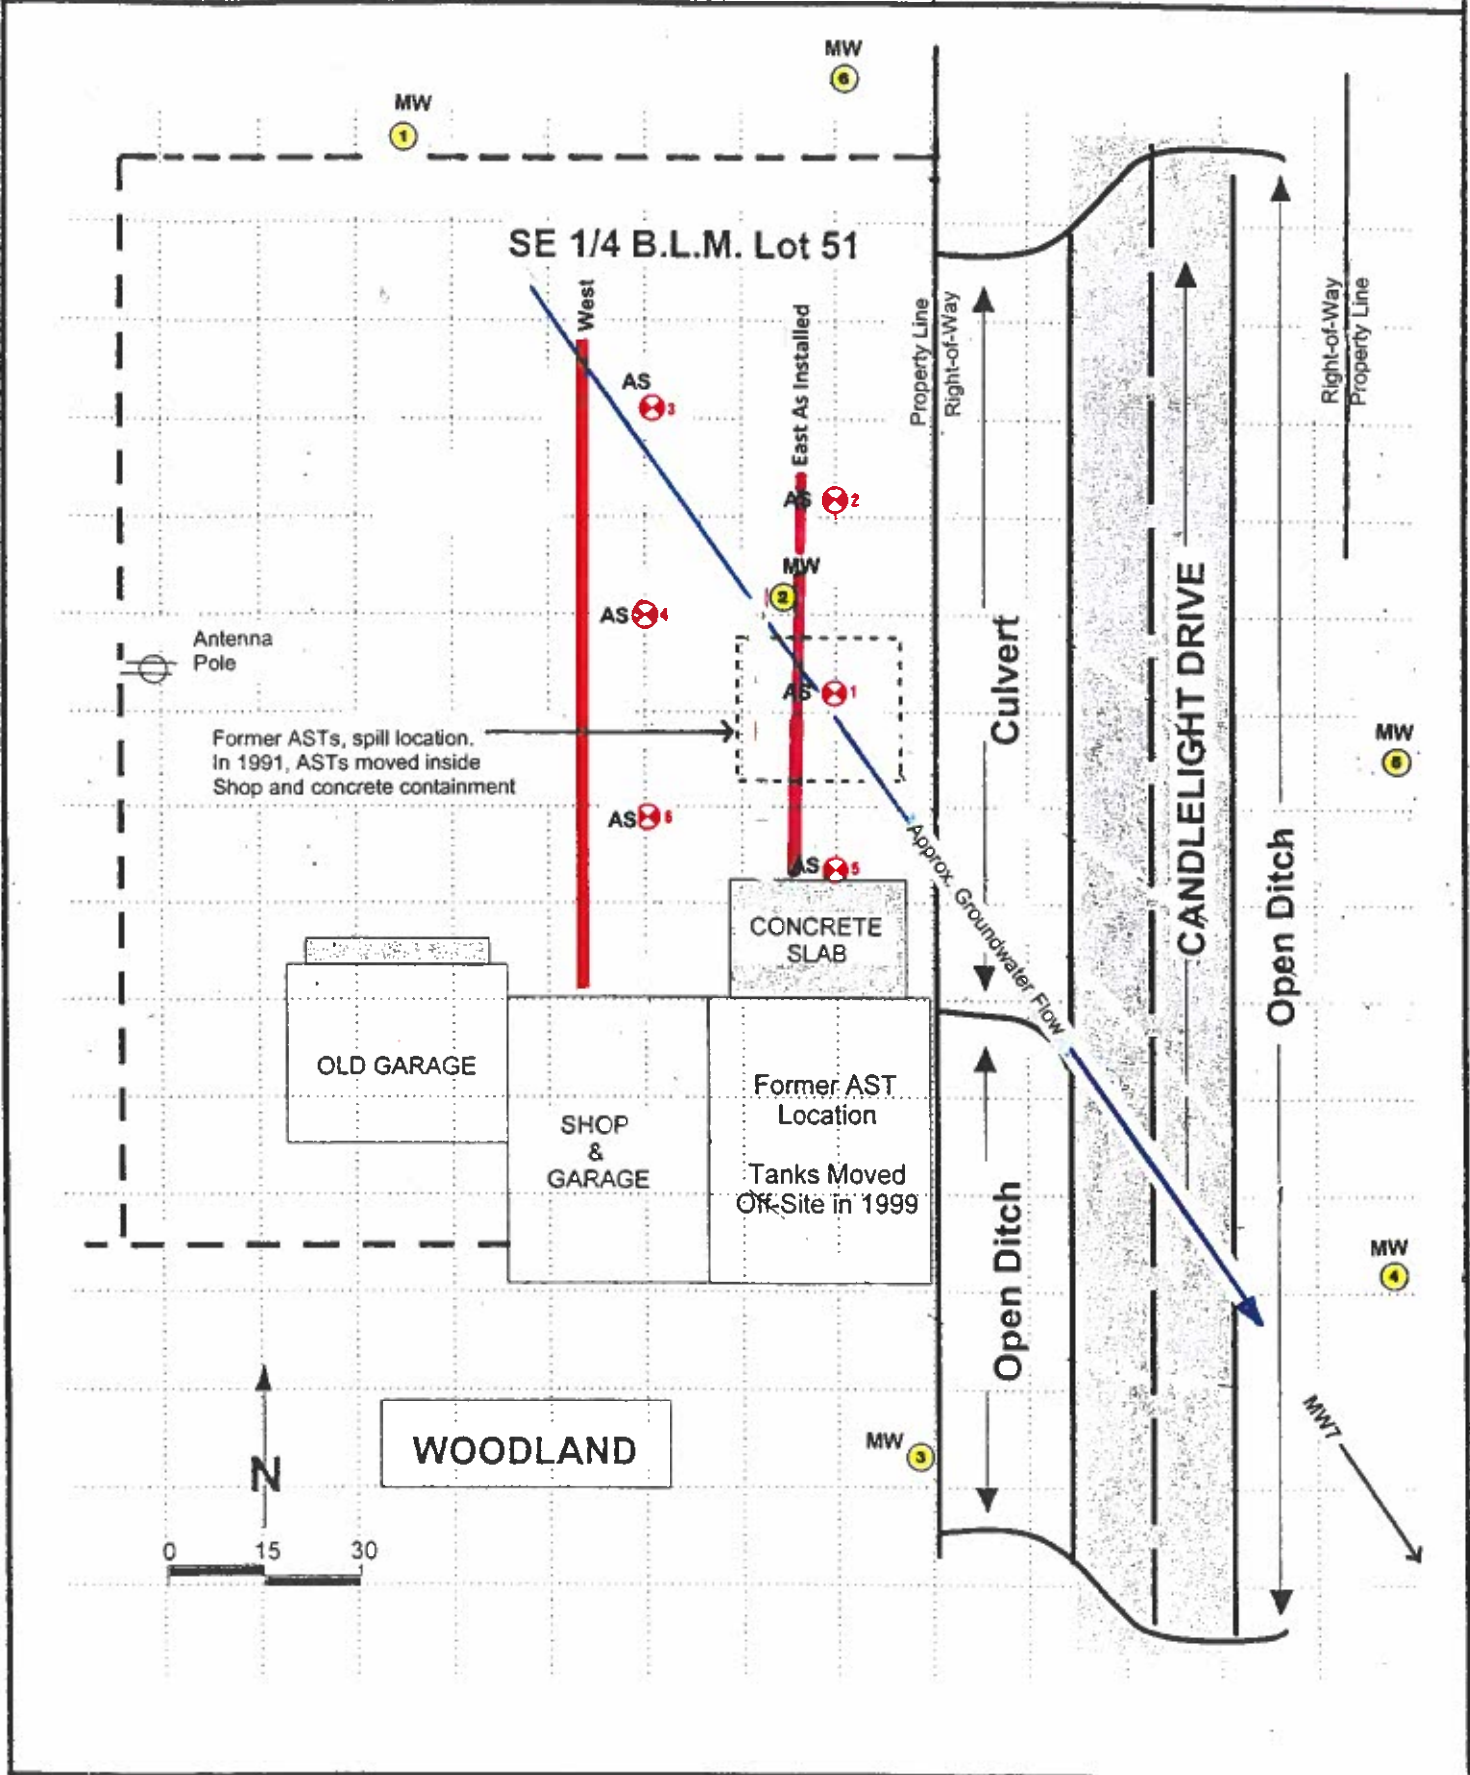 MW
6
MW
1
SE 1/4 B.L.M. Lot 51
West
East As Installed
Property Line
Right-of-Way
Right-of-Way
Property Line
AS
3
AS
2
MW
2
AS
4
Antenna
Pole
AS
1
Culvert
CANDLELIGHT DRIVE
Former ASTs, spill location.
In 1991, ASTs moved inside
Shop and concrete containment
MW
5
AS
6
Approx. Groundwater Flow
AS
5
CONCRETE
SLAB
Open Ditch
OLD GARAGE
SHOP
&
GARAGE
Former AST
Location
Tanks Moved
Off-Site in 1999
Open Ditch
MW
4
MW7
MW
3
WOODLAND
N
0 15 30